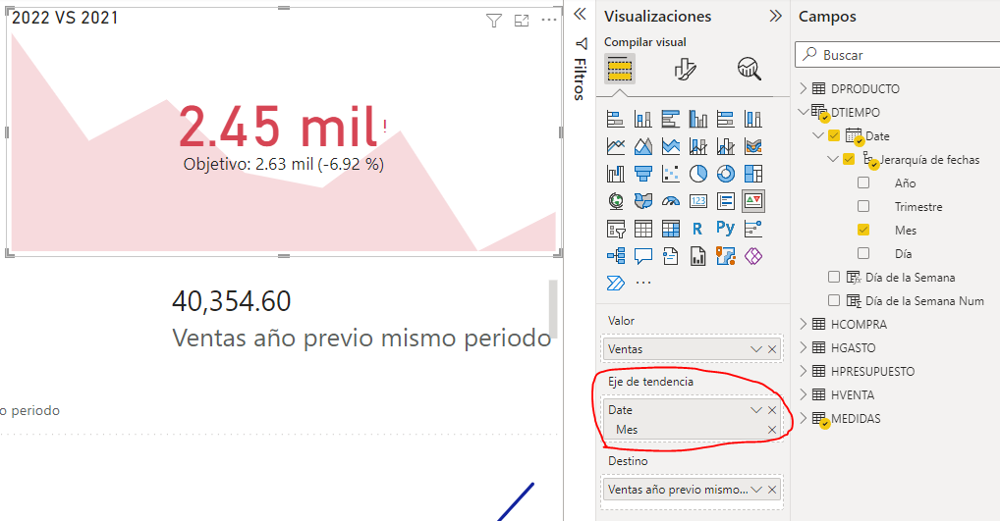 2022 VS 2021
2.45 mil!
Objetivo: 2.63 mil (-6.92 %)
40,354.60
Ventas año previo mismo periodo
o periodo
Filtros
Visualizaciones
Compilar visual
123
R
Py
...
Valor
Ventas
Eje de tendencia
Date
Mes
Destino
Ventas año previo mismo...
Campos
Buscar
DPRODUCTO
DTIEMPO
Date
Jerarquía de fechas
Año
Trimestre
Mes
Día
Día de la Semana
Día de la Semana Num
HCOMPRA
HGASTO
HPRESUPUESTO
HVENTA
MEDIDAS